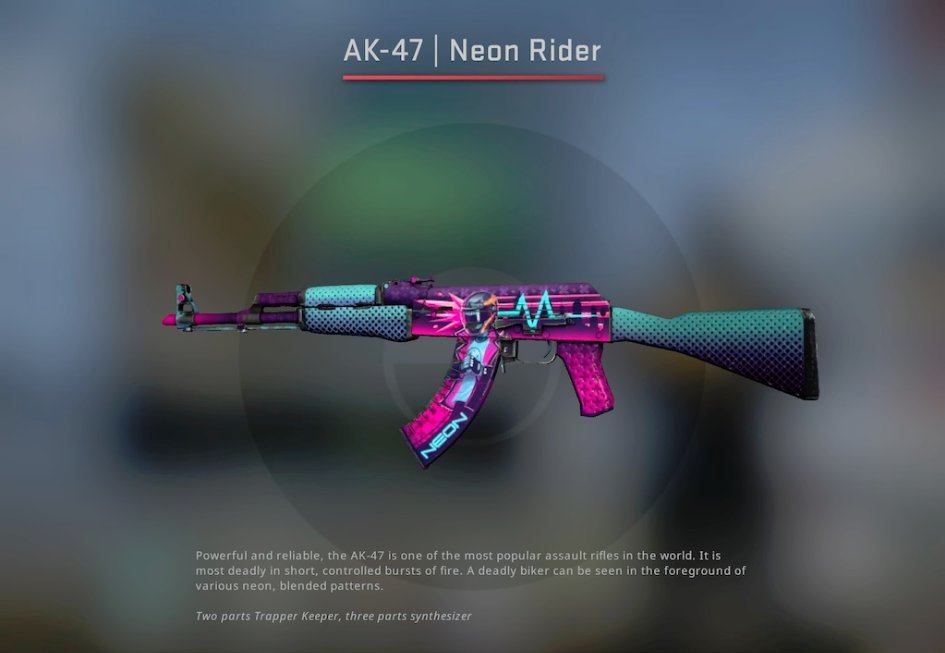 AK-47 | Neon Rider
NEON
Powerful and reliable, the AK-47 is one of the most popular assault rifles in the world. It is
most deadly in short, controlled bursts of fire. A deadly biker can be seen in the foreground of
various neon, blended patterns.
Two parts Trapper Keeper, three parts synthesizer